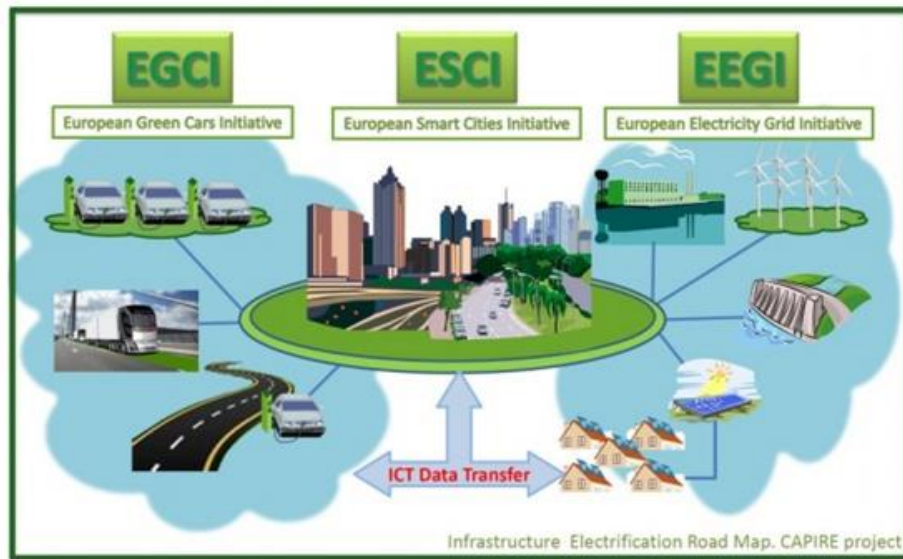 EGCI
ESCI
EEGI
European Green Cars Initiative
European Smart Cities Initiative
European Electricity Grid Initiative
ICT Data Transfer
Infrastructure Electrification Road Map. CAPIRE project